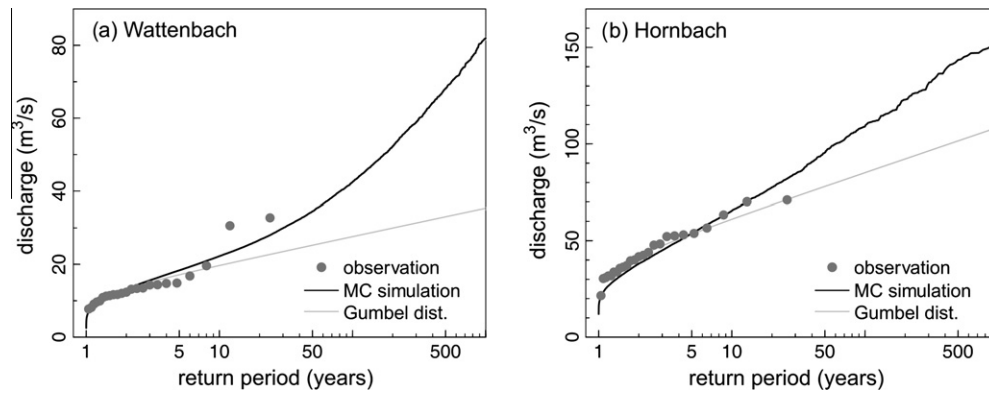 (a) Wattenbach
discharge (m³/s)
80
60
40
20
0
observation
MC simulation
Gumbel dist.
1 5 50 500
return period (years)
(b) Hornbach
discharge (m³/s)
150
100
50
0
observation
MC simulation
Gumbel dist.
1 5 10 50 500
return period (years)